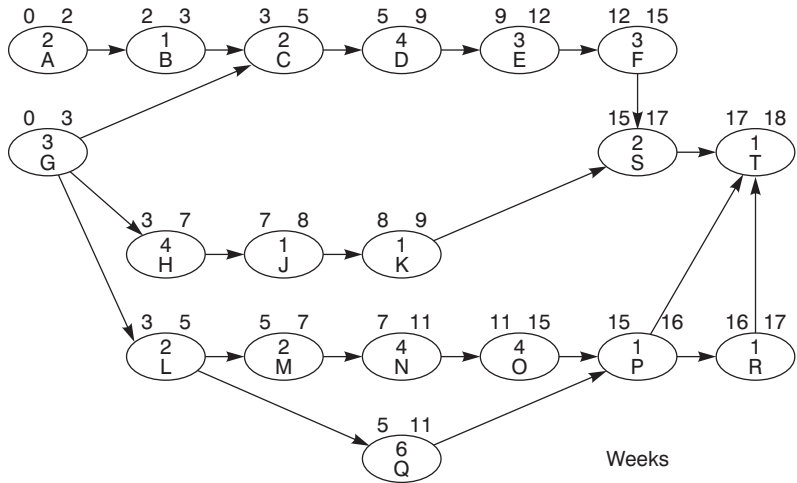 0 2 2 3 3 5 5 9 9 12 12 15
2 1 2 4 3 3
A B C D E F
0 3 15 17 17 18
3 2 1
G S T
3 7 7 8 8 9
4 1 1
H J K
3 5 5 7 7 11 11 15 15 16 16 17
2 2 4 4 1 1
L M N O P R
5 11
6
Q Weeks